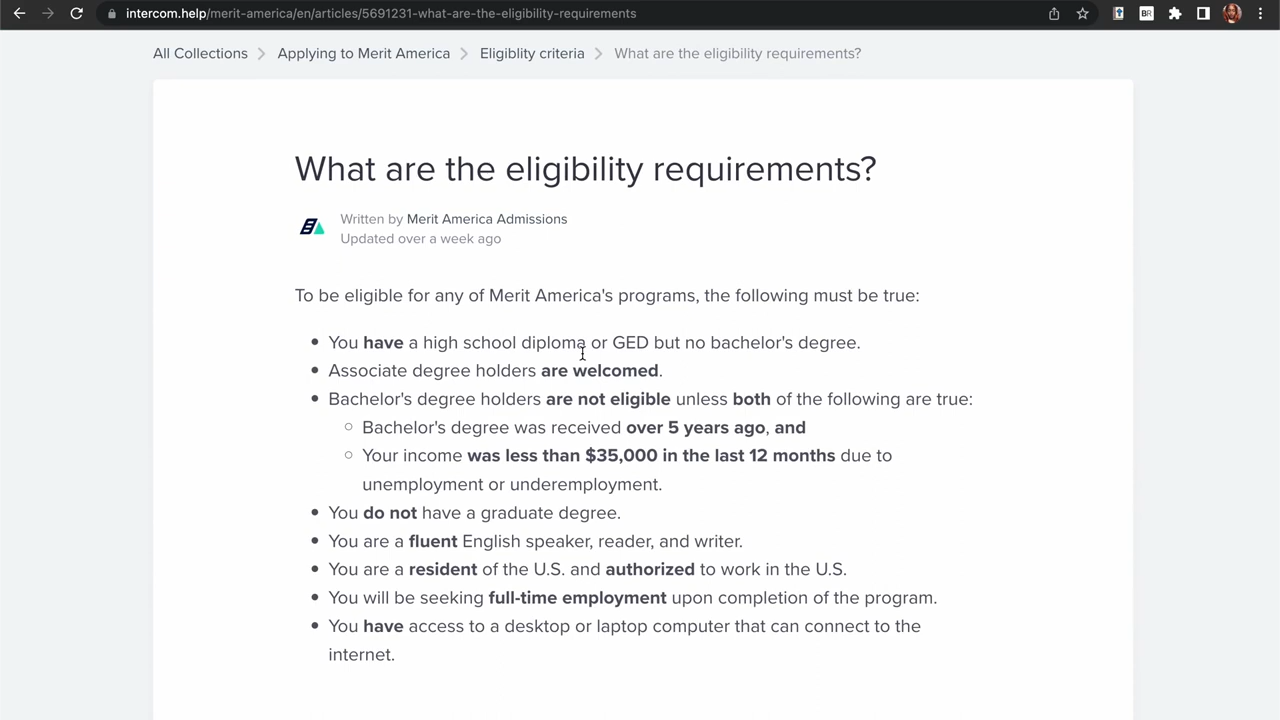 intercom.help/merit-america/en/articles/5691231-what-are-the-eligibility-requirements
BR
All Collections > Applying to Merit America > Eligiblity criteria > What are the eligibility requirements?
What are the eligibility requirements?
Written by Merit America Admissions
Updated over a week ago
To be eligible for any of Merit America's programs, the following must be true:
• You have a high school diploma or GED but no bachelor's degree.
• Associate degree holders are welcomed.
• Bachelor's degree holders are not eligible unless both of the following are true:
○ Bachelor's degree was received over 5 years ago, and
○ Your income was less than $35,000 in the last 12 months due to
unemployment or underemployment.
• You do not have a graduate degree.
• You are a fluent English speaker, reader, and writer.
• You are a resident of the U.S. and authorized to work in the U.S.
• You will be seeking full-time employment upon completion of the program.
• You have access to a desktop or laptop computer that can connect to the
internet.